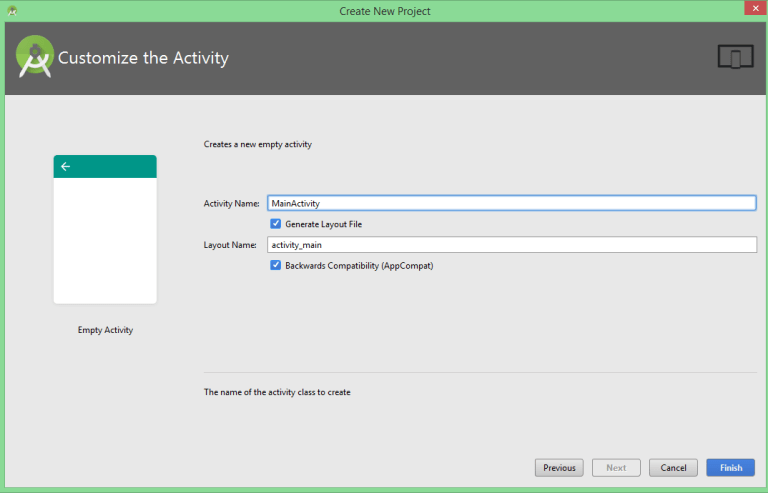 Create New Project
Customize the Activity
Creates a new empty activity
Activity Name: MainActivity
Generate Layout File
Layout Name: activity_main
Backwards Compatibility (AppCompat)
Empty Activity
The name of the activity class to create
Previous Next Cancel Finish